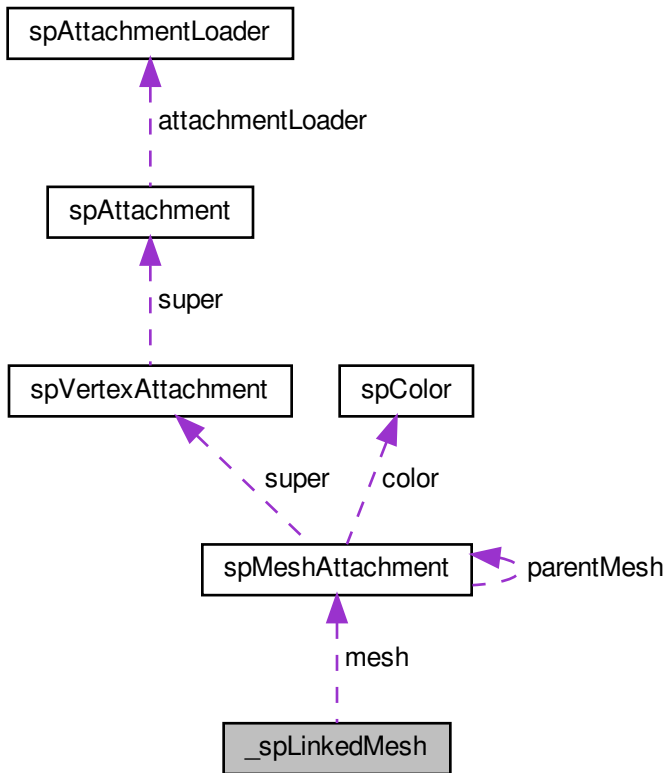 spAttachmentLoader
attachmentLoader
spAttachment
super
spVertexAttachment
spColor
super
color
spMeshAttachment
parentMesh
mesh
_spLinkedMesh